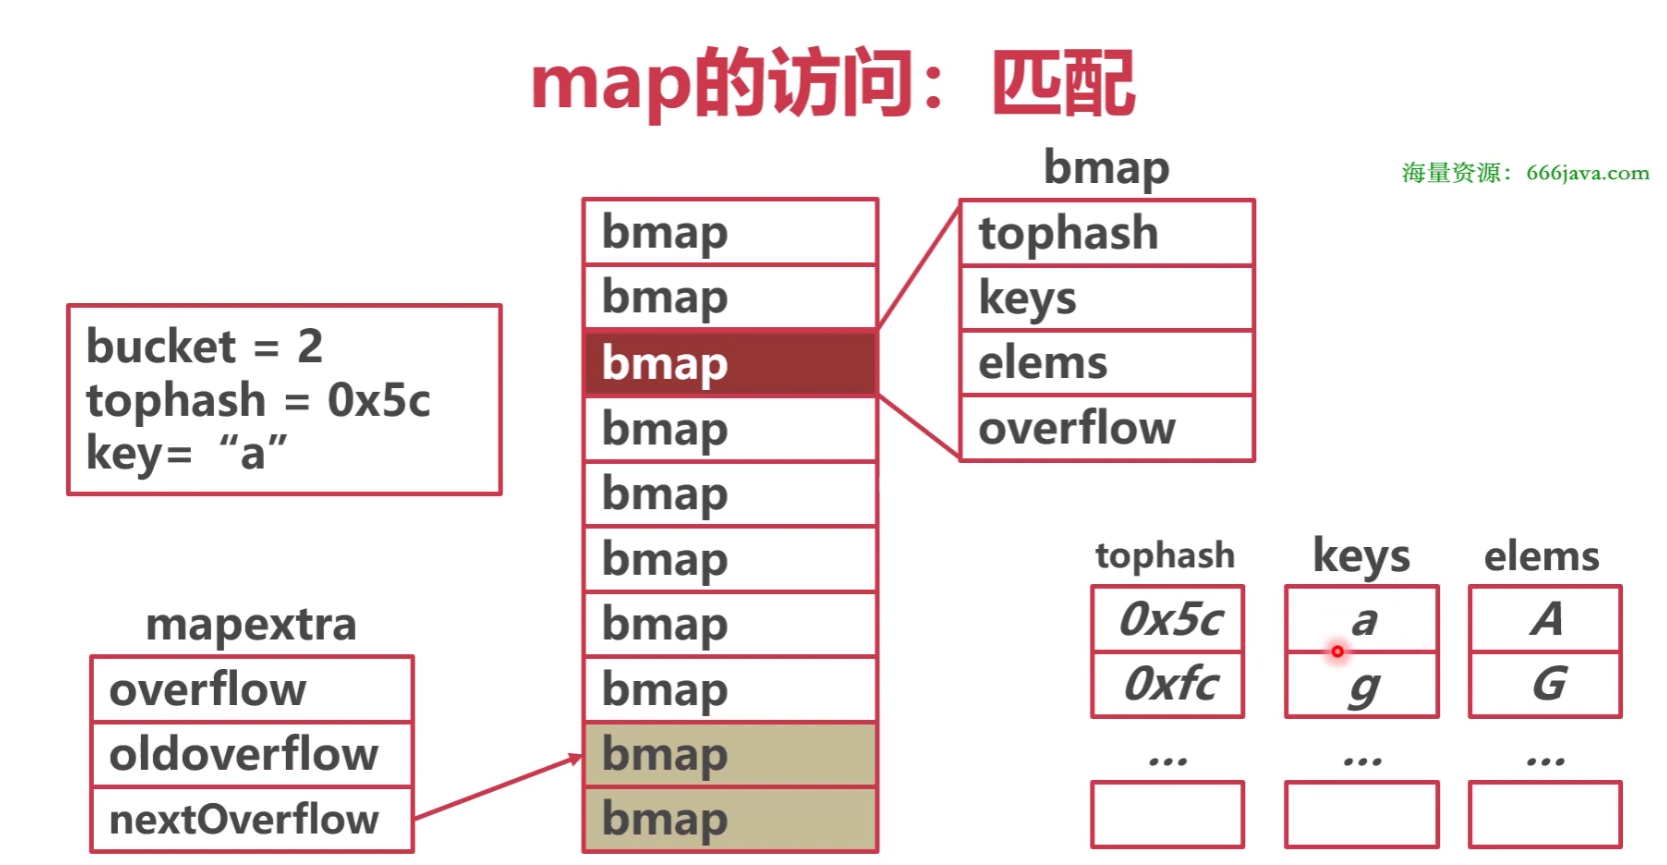 map的访问：匹配
海量资源：666java.com
bucket = 2
tophash = 0x5c
key= “a”
mapextra
overflow
oldoverflow
nextOverflow
bmap
bmap
bmap
bmap
bmap
bmap
bmap
bmap
bmap
bmap
bmap
tophash
keys
elems
overflow
tophash keys elems
0x5c a A
0xfc g G
... ... ...